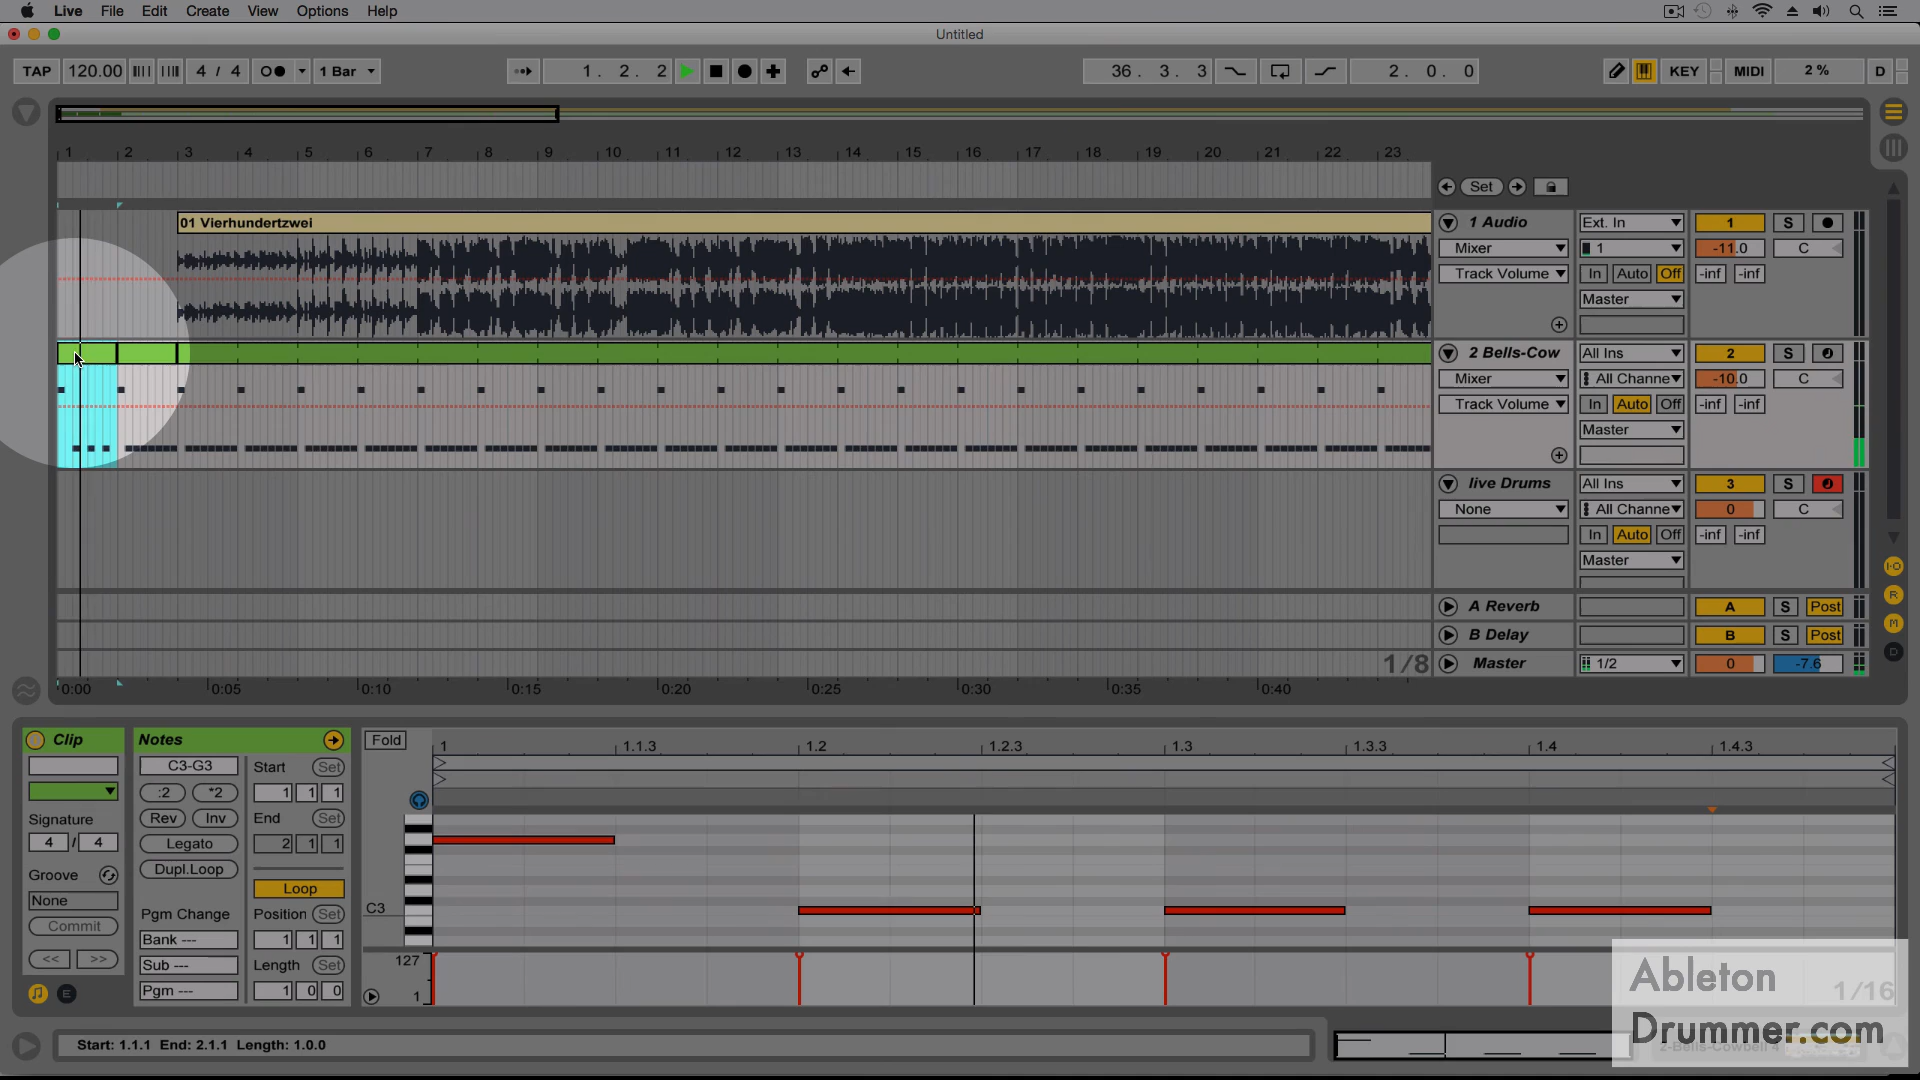 Live File Edit Create View Options Help
Untitled
TAP 120.00 4 / 4 1 Bar 1. 2. 2 36. 3. 3 2. 0. 0 KEY MIDI 2 % D
1 2 3 4 5 6 7 8 9 10 11 12 13 14 15 16 17 18 19 20 21 22 23
Set
01 Vierhundertzwei
1 Audio Ext. In 1 S
Mixer 1 -11.0 C
Track Volume In Auto Off -inf -inf
Master
2 Bells-Cow All Ins 2 S
Mixer All Channe -10.0 C
Track Volume In Auto Off -inf -inf
Master
live Drums All Ins 3 S
None All Channe 0 C
In Auto Off -inf -inf
Master
A Reverb A S Post
B Delay B S Post
1/8 Master 1/2 0 -7.6
I·O
R
M
D
0:00 0:05 0:10 0:15 0:20 0:25 0:30 0:35 0:40
Clip Notes Fold 1 1.1.3 1.2 1.2.3 1.3 1.3.3 1.4 1.4.3
C3-G3 Start Set
:2 *2 1 1 1
Signature Rev Inv End Set
4 / 4 Legato 2 1 1
Groove Dupl.Loop
None Loop
Commit Pgm Change Position Set
Bank --- 1 1 1
<< >> Sub --- Length Set
E Pgm --- 1 0 0
C3
127
1
1/16
Ableton
Drummer.com
Start: 1.1.1 End: 2.1.1 Length: 1.0.0
2-Bells-Cowbell 4